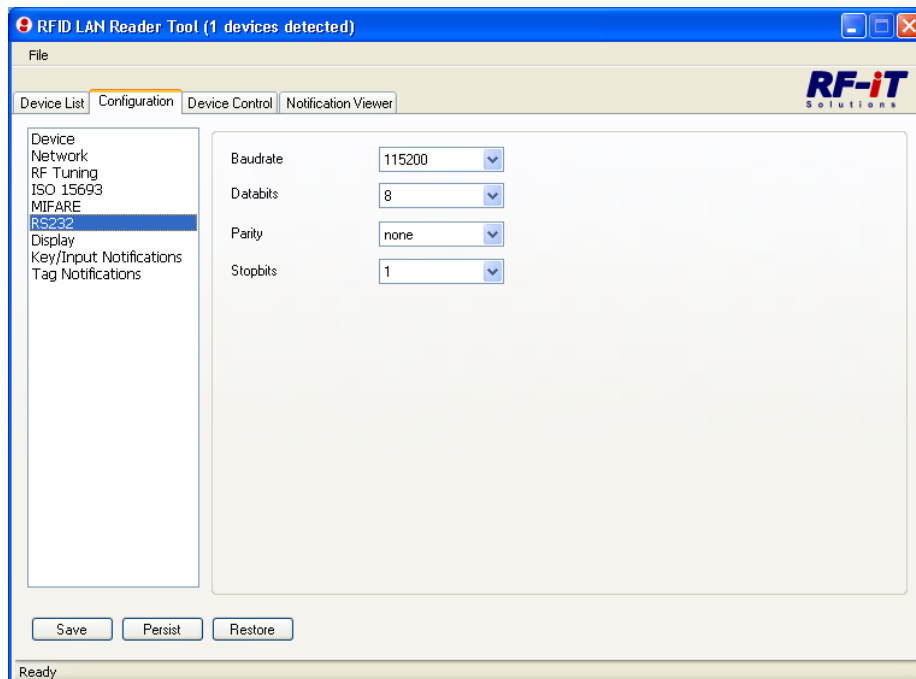 RFID LAN Reader Tool (1 devices detected)
File
RF-iT
Solutions
Device List Configuration Device Control Notification Viewer
Device
Network
RF Tuning
ISO 15693
MIFARE
RS232
Display
Key/Input Notifications
Tag Notifications
Baudrate 115200
Databits 8
Parity none
Stopbits 1
Save Persist Restore
Ready